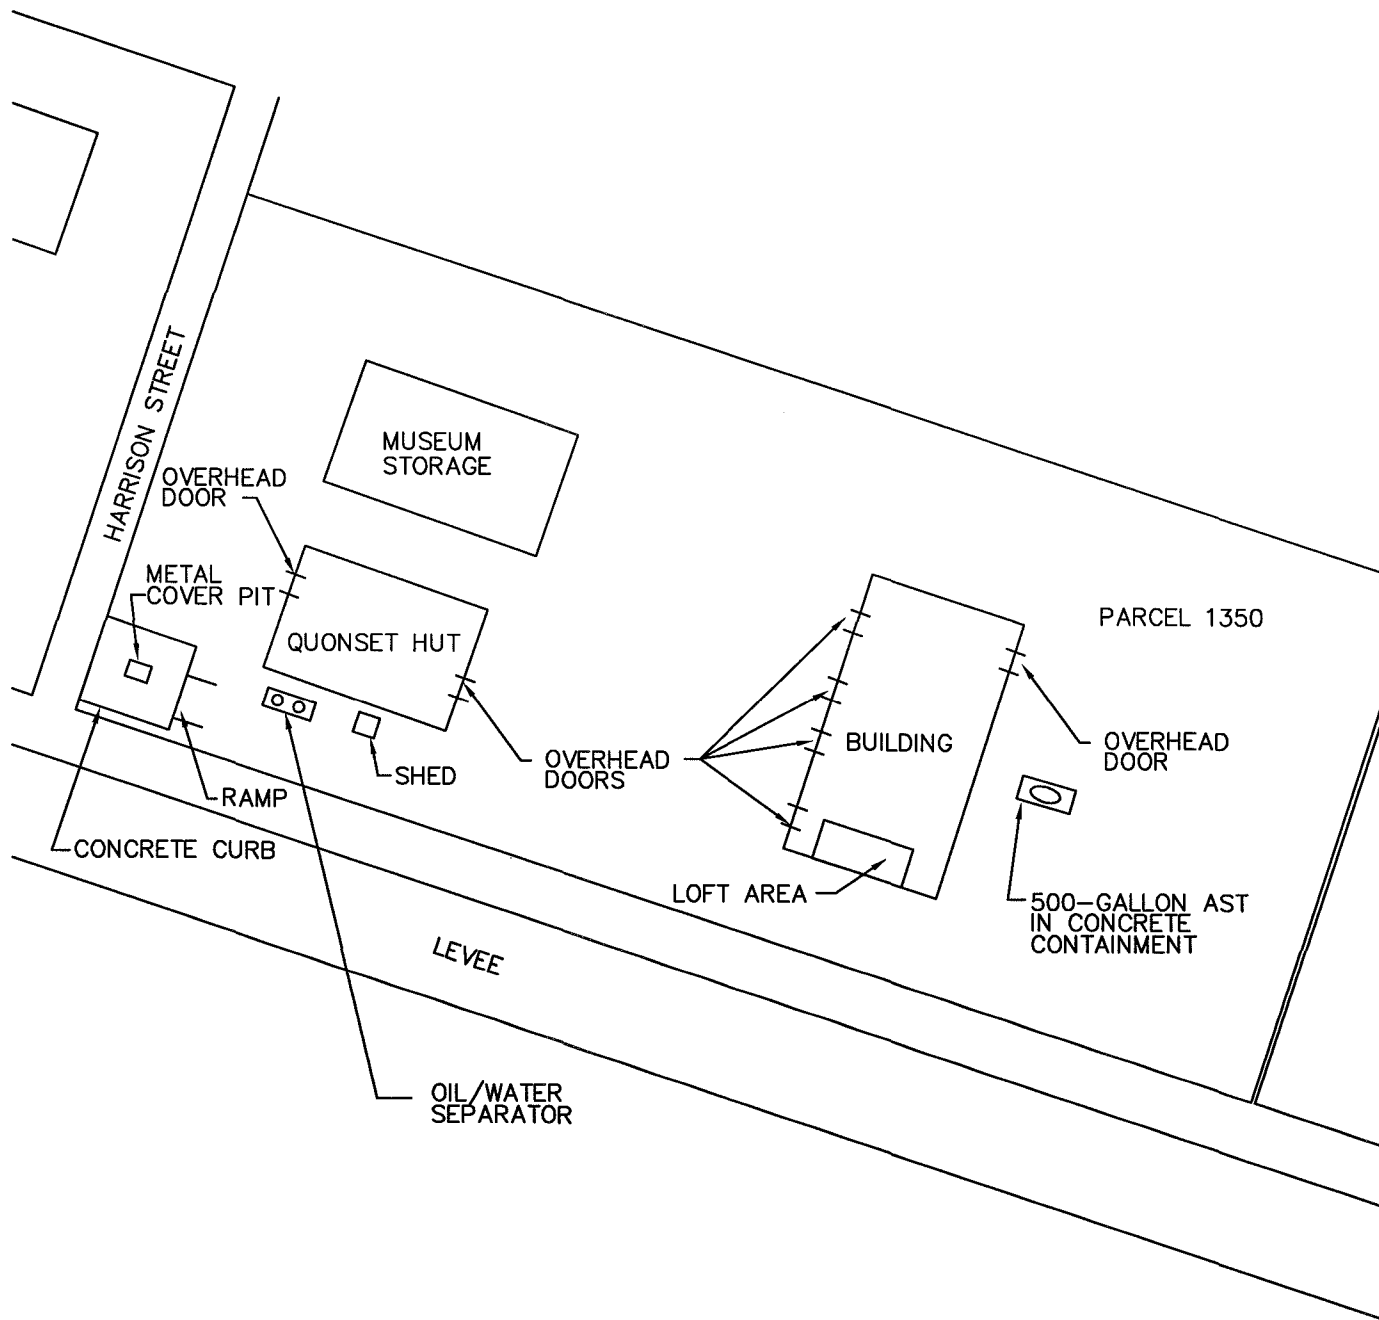 HARRISON STREET
MUSEUM
STORAGE
OVERHEAD
DOOR
METAL
COVER PIT
QUONSET HUT
PARCEL 1350
BUILDING
OVERHEAD
DOOR
OVERHEAD
DOORS
SHED
RAMP
CONCRETE CURB
LOFT AREA
500-GALLON AST
IN CONCRETE
CONTAINMENT
LEVEE
OIL/WATER
SEPARATOR